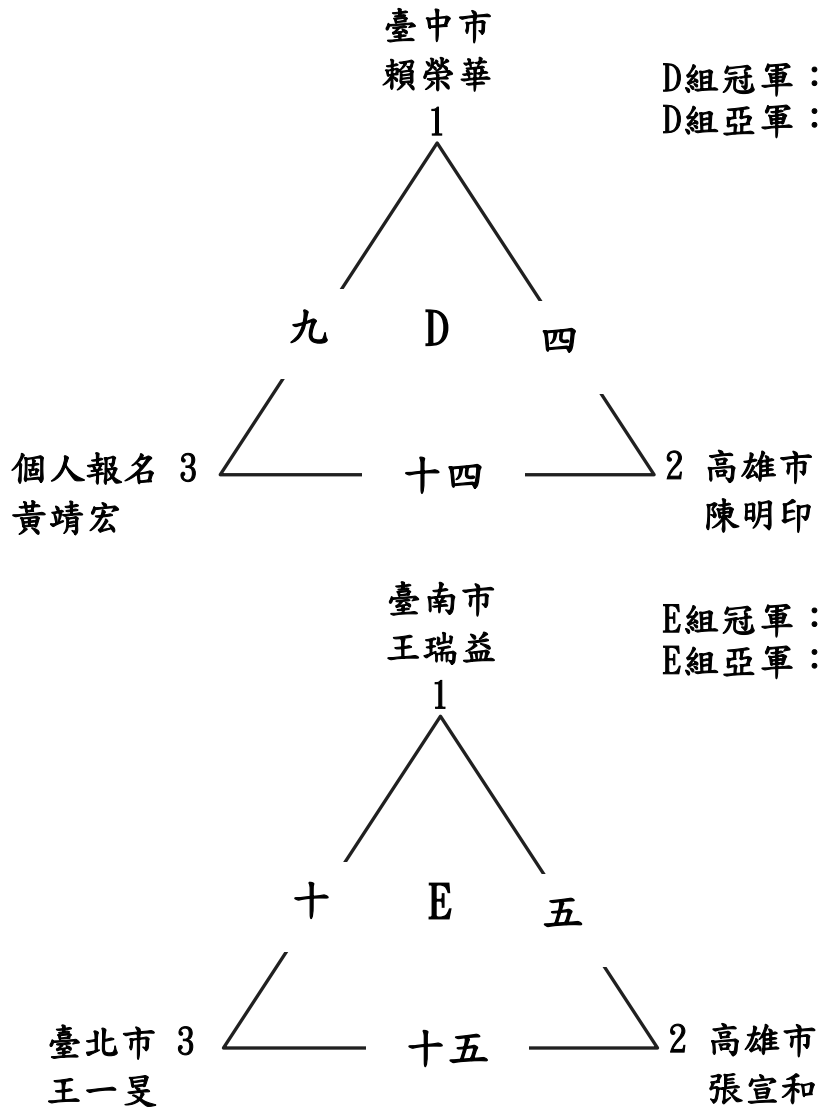 臺中市
賴榮華
1
D組冠軍：
D組亞軍：
九
D
四
個人報名 3
黃靖宏
十四
2 高雄市
陳明印
臺南市
王瑞益
1
E組冠軍：
E組亞軍：
十
E
五
臺北市 3
王一旻
十五
2 高雄市
張宣和